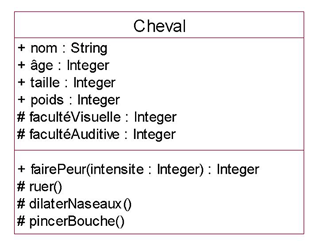 Cheval
+ nom : String
+ âge : Integer
+ taille : Integer
+ poids : Integer
# facultéVisuelle : Integer
# facultéAuditive : Integer
+ fairePeur(intensite : Integer) : Integer
# ruer()
# dilaterNaseaux()
# pincerBouche()